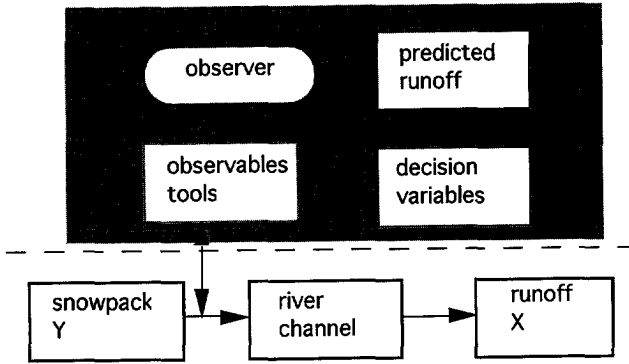 observer
predicted
runoff
observables
tools
decision
variables
snowpack
Y
river
channel
runoff
X